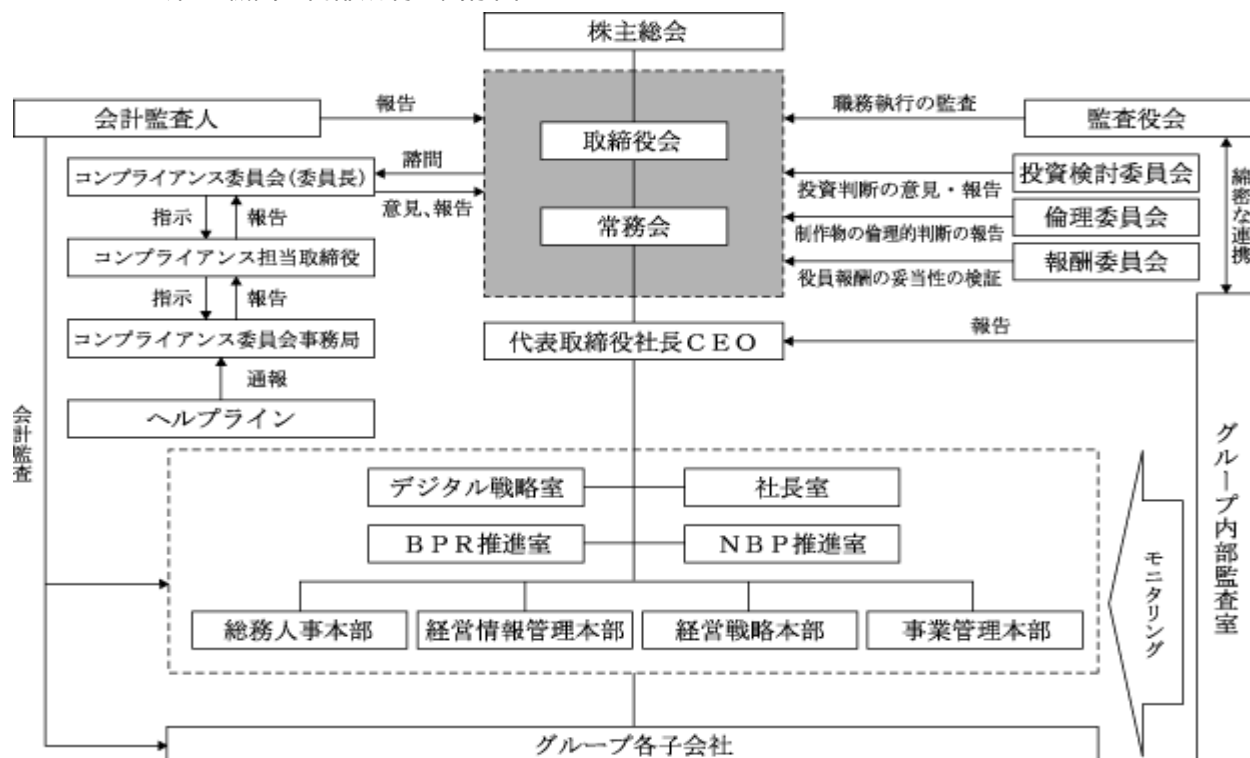 株主総会
会計監査人
報告
職務執行の監査
監査役会
取締役会
諮問
コンプライアンス委員会(委員長)
意見、報告
投資検討委員会
投資判断の意見・報告
綿密な連携
指示
報告
常務会
倫理委員会
制作物の倫理的判断の報告
コンプライアンス担当取締役
報酬委員会
役員報酬の妥当性の検証
指示
報告
コンプライアンス委員会事務局
代表取締役社長CEO
報告
通報
ヘルプライン
会計監査
グループ内部監査室
デジタル戦略室
社長室
BPR推進室
NBP推進室
モニタリング
総務人事本部
経営情報管理本部
経営戦略本部
事業管理本部
グループ各子会社